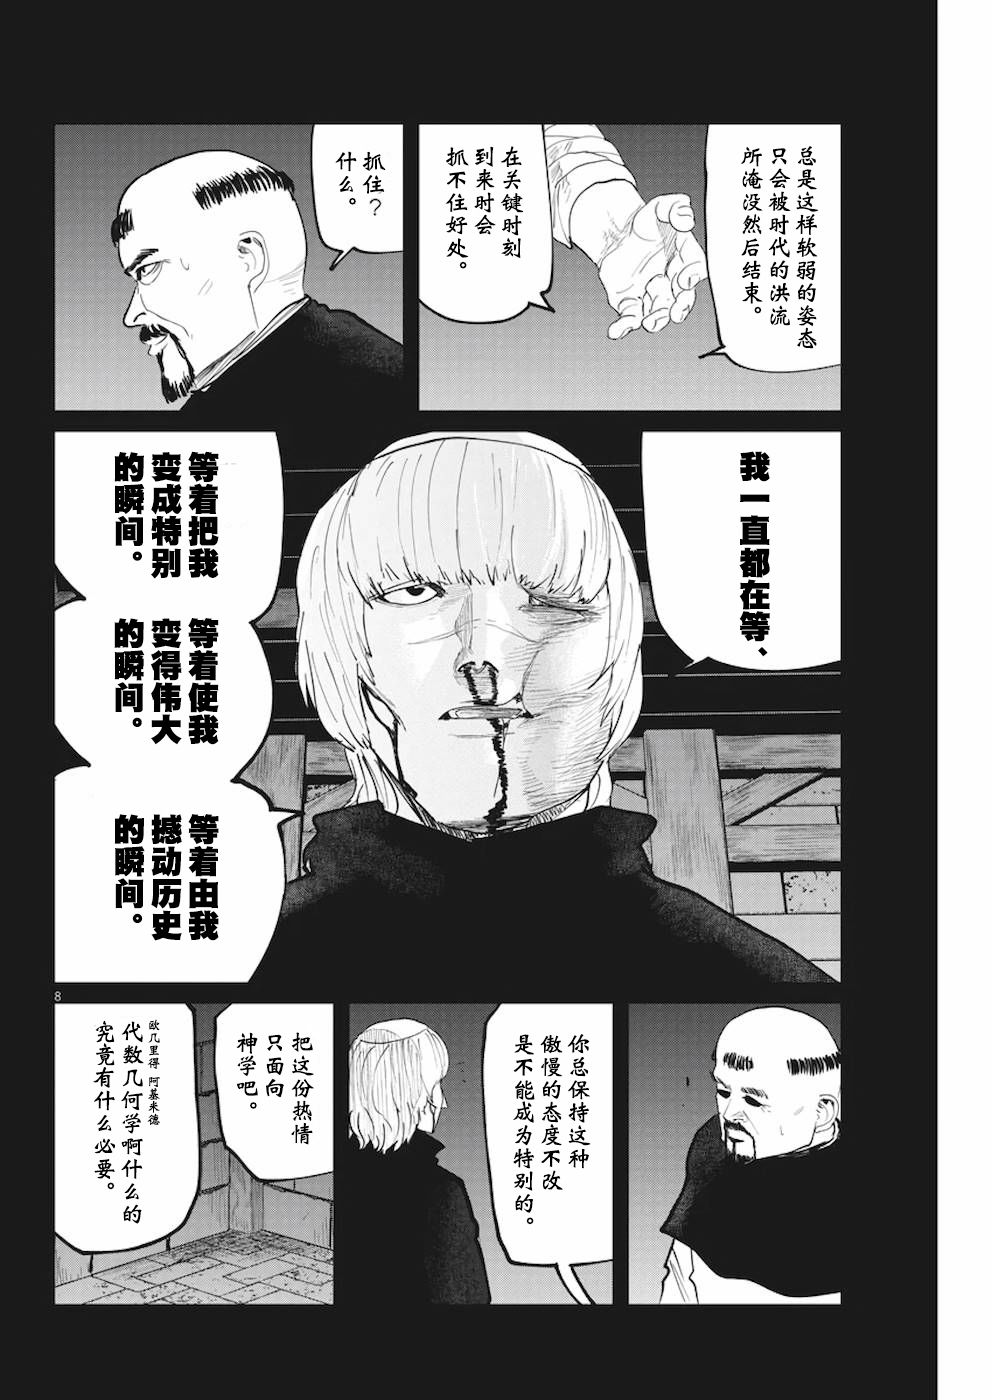 总是这样软弱的姿态
只会被时代的洪流
所淹没然后结束。
在关键时刻
到来时会
抓不住好处。
抓住？
什么。
我一直都在等、
等着把我
变成特别
的瞬间。
等着使我
变得伟大
的瞬间。
等着由我
撼动历史
的瞬间。
你总保持这种
傲慢的态度不改
是不能成为特别的。
把这份热情
只面向
神学吧。
欧几里得 阿基米德
代数几何学啊什么的
究竟有什么必要。
8